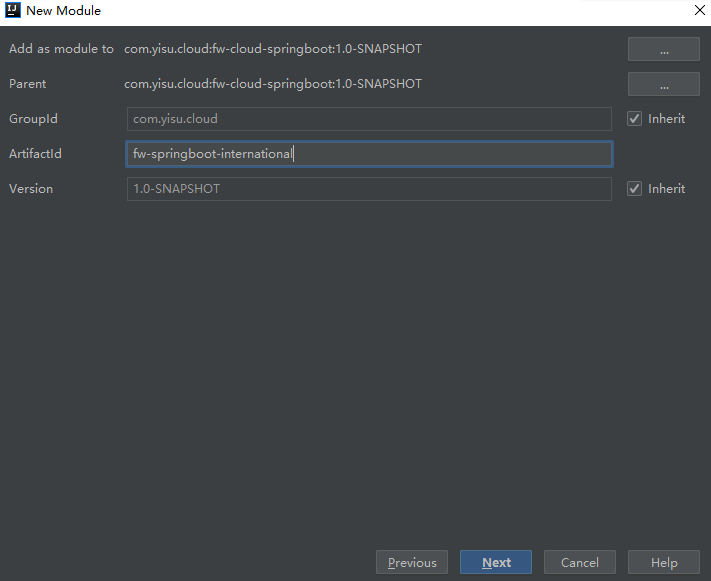 New Module
Add as module to com.yisu.cloud:fw-cloud-springboot:1.0-SNAPSHOT ...
Parent com.yisu.cloud:fw-cloud-springboot:1.0-SNAPSHOT ...
GroupId com.yisu.cloud Inherit
ArtifactId fw-springboot-international
Version 1.0-SNAPSHOT Inherit
Previous Next Cancel Help